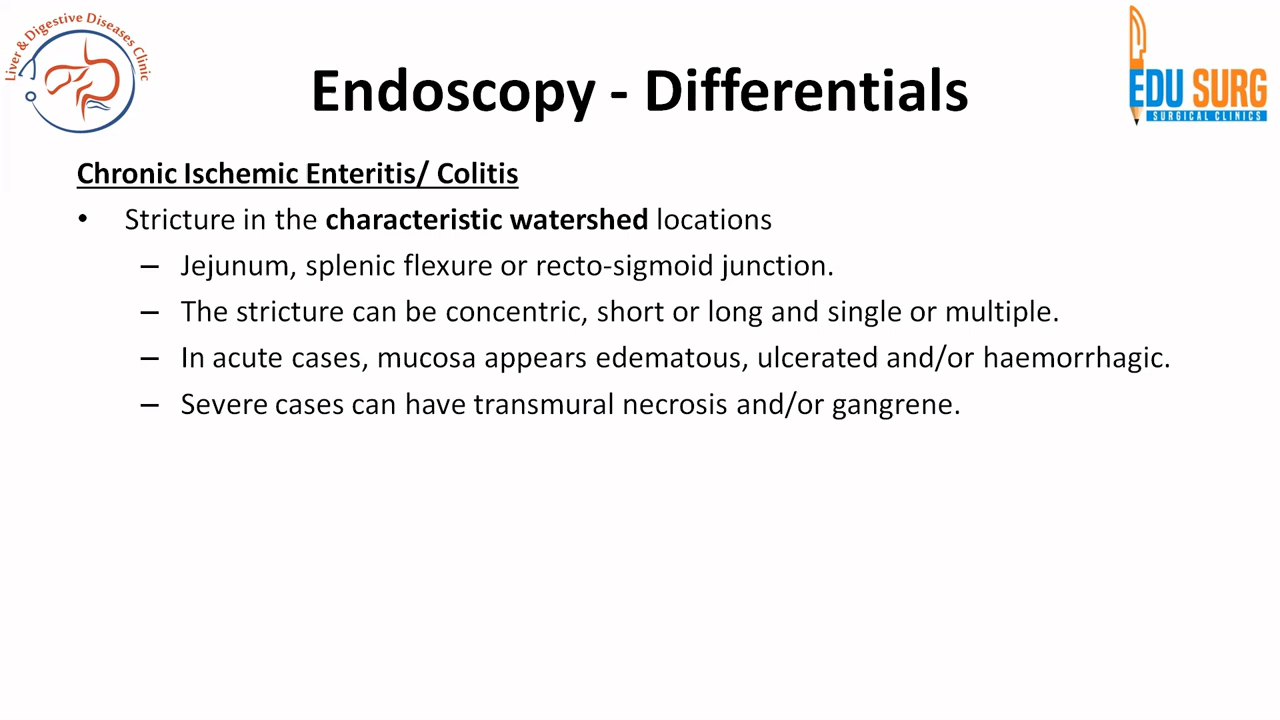 Liver & Digestive Diseases Clinic
EDU SURG
SURGICAL CLINICS
Endoscopy - Differentials
Chronic Ischemic Enteritis/ Colitis
• Stricture in the characteristic watershed locations
– Jejunum, splenic flexure or recto-sigmoid junction.
– The stricture can be concentric, short or long and single or multiple.
– In acute cases, mucosa appears edematous, ulcerated and/or haemorrhagic.
– Severe cases can have transmural necrosis and/or gangrene.